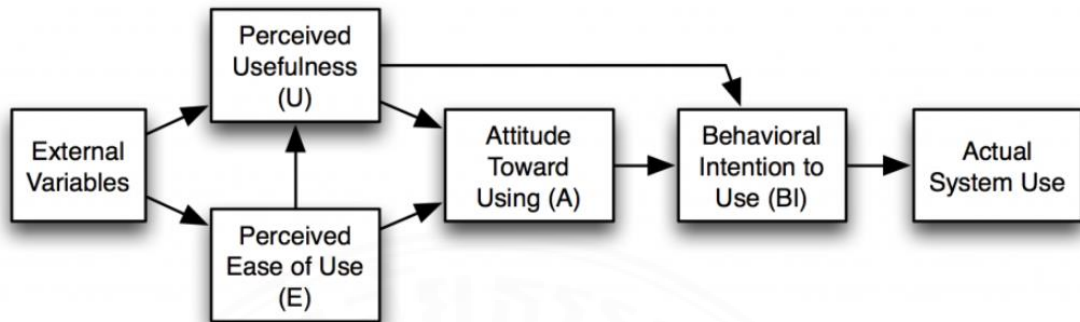 External
Variables
Perceived
Usefulness
(U)
Perceived
Ease of Use
(E)
Attitude
Toward
Using (A)
Behavioral
Intention to
Use (BI)
Actual
System Use